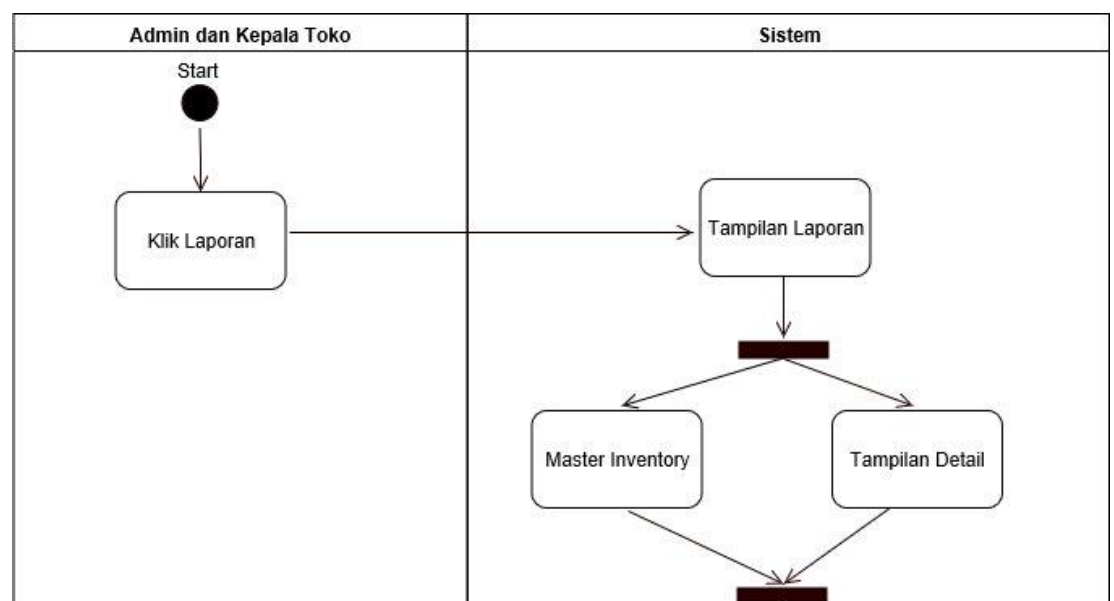 Admin dan Kepala Toko
Sistem
Start
Klik Laporan
Tampilan Laporan
Master Inventory
Tampilan Detail